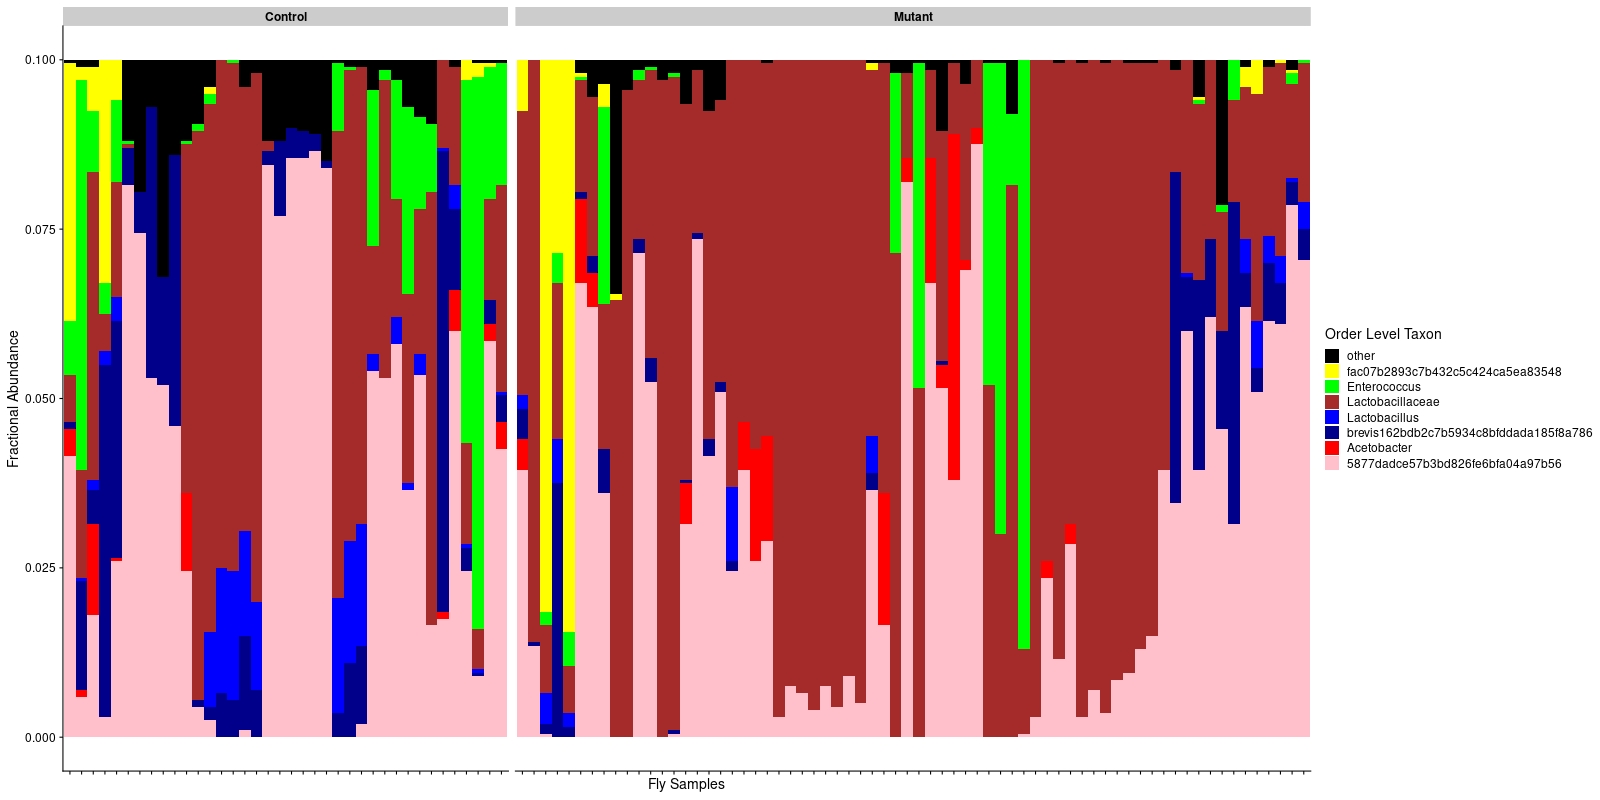 Control
Mutant
0.100
0.075
0.050
0.025
0.000
Fractional Abundance
Fly Samples
Order Level Taxon
other
fac07b2893c7b432c5c424ca5ea83548
Enterococcus
Lactobacillaceae
Lactobacillus
brevis162bdb2c7b5934c8bfddada185f8a786
Acetobacter
5877dadce57b3bd826fe6bfa04a97b56